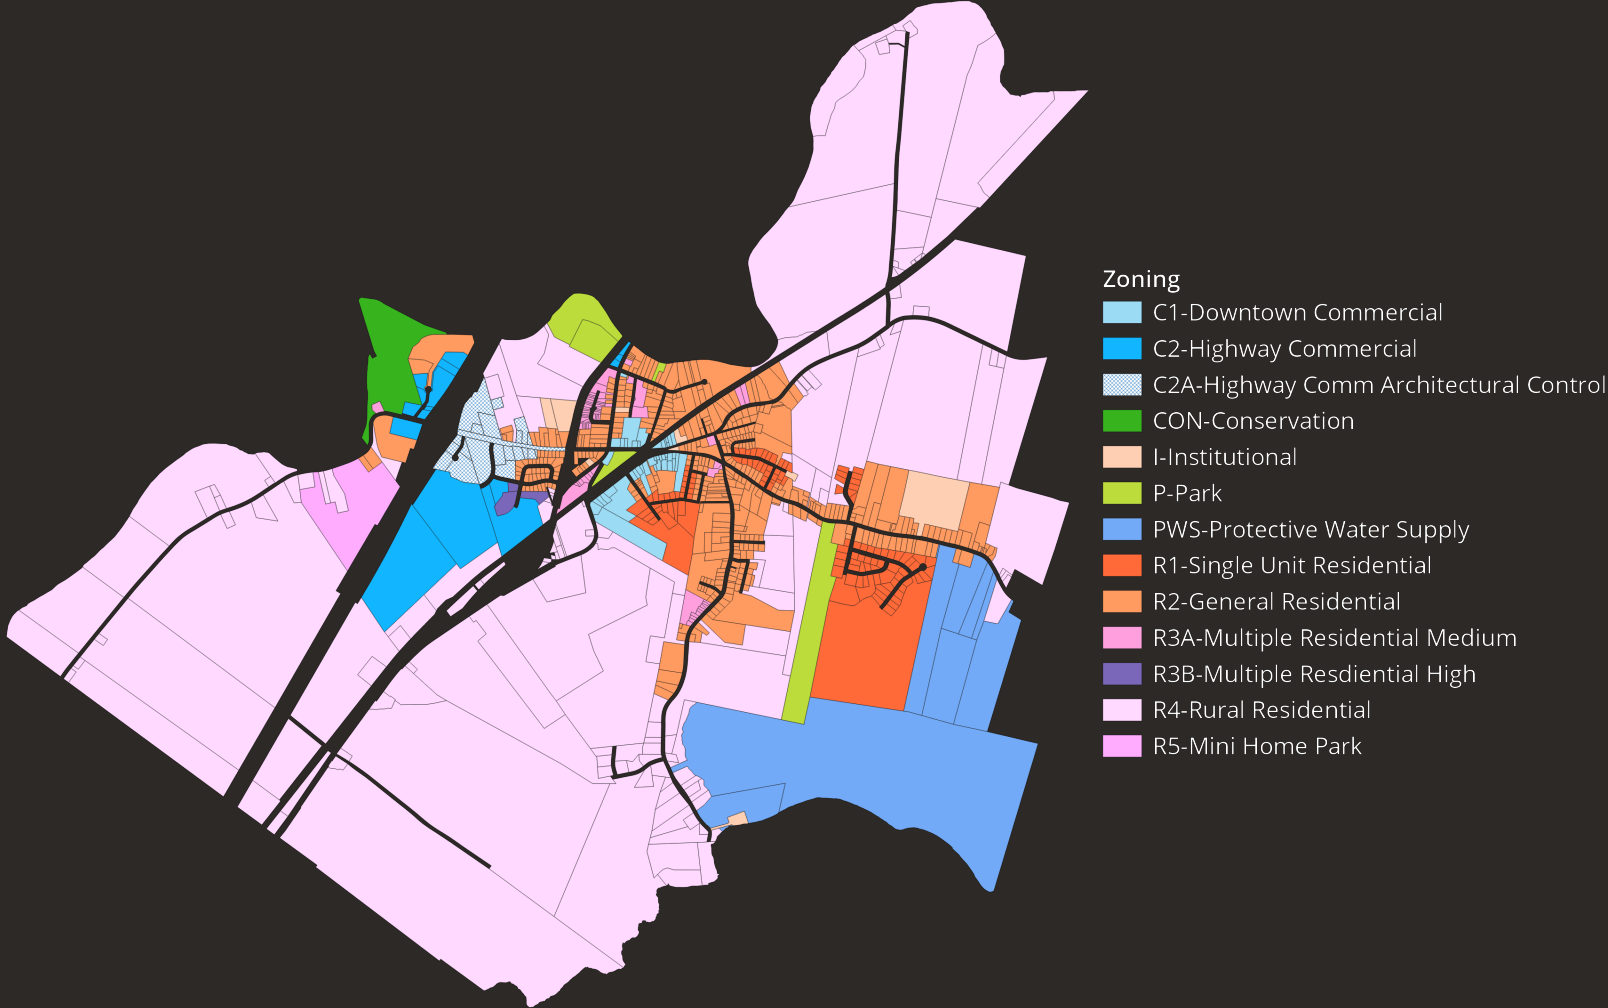 Zoning
C1-Downtown Commercial
C2-Highway Commercial
C2A-Highway Comm Architectural Control
CON-Conservation
I-Institutional
P-Park
PWS-Protective Water Supply
R1-Single Unit Residential
R2-General Residential
R3A-Multiple Residential Medium
R3B-Multiple Resdiential High
R4-Rural Residential
R5-Mini Home Park